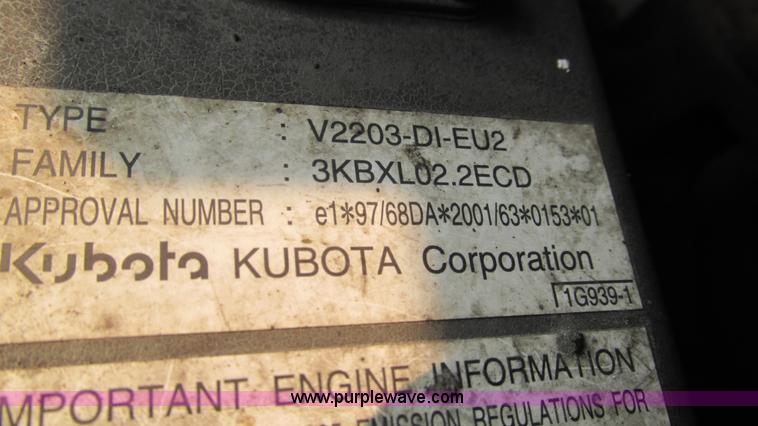 TYPE : V2203-DI-EU2
FAMILY : 3KBXL02.2ECD
APPROVAL NUMBER : e1*97/68DA*2001/63*0153*01
Kubota KUBOTA Corporation
1G939-1
IMPORTANT ENGINE INFORMATION
www.purplewave.com
EMISSION REGULATIONS FOR